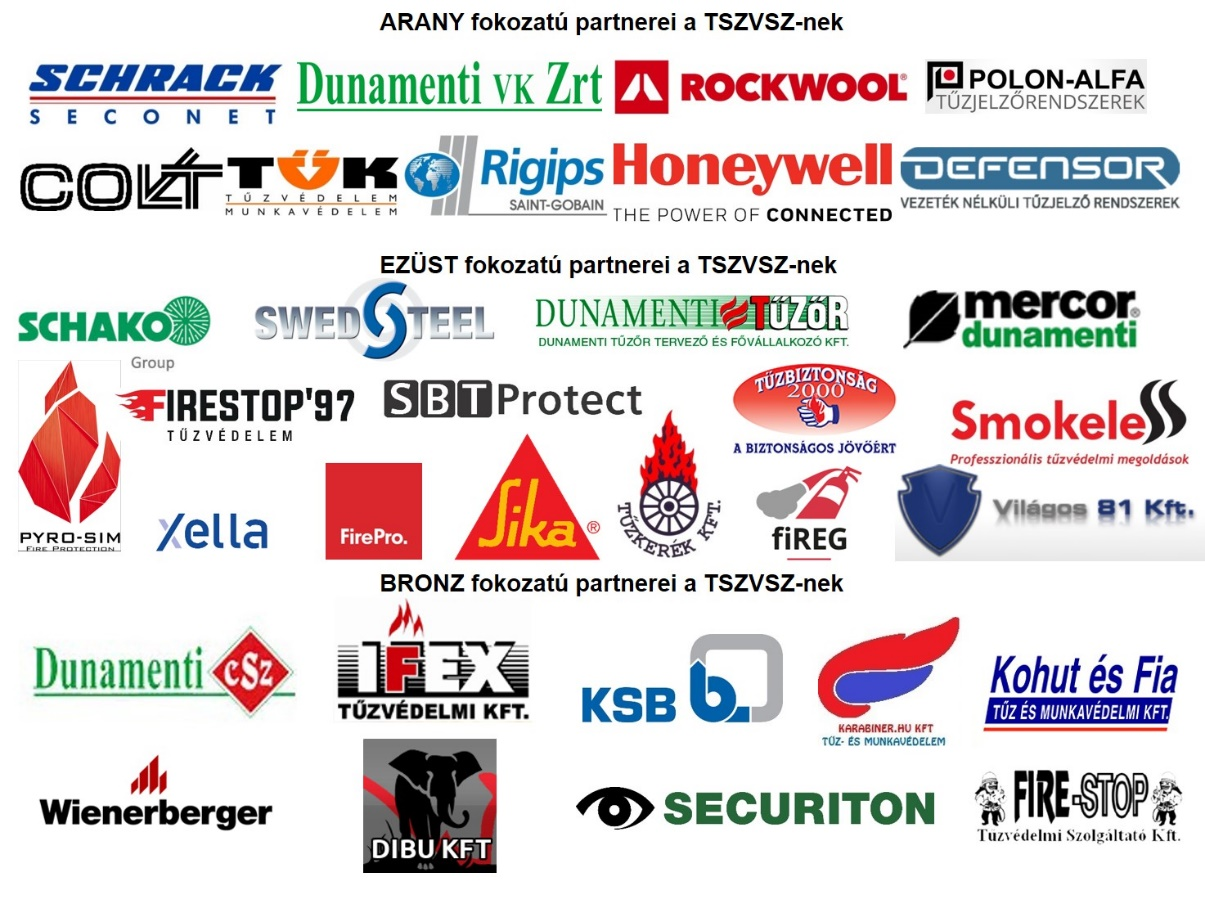 ARANY fokozatú partnerei a TSZVSZ-nek
SCHRACK
SECONET
Dunamenti VK Zrt
ROCKWOOL®
POLON-ALFA
TŰZJELZŐRENDSZEREK
COLT
TŰK
TŰZVÉDELEM
MUNKAVÉDELEM
Rigips
SAINT-GOBAIN
Honeywell
THE POWER OF CONNECTED
DEFENSOR
VEZETÉK NÉLKÜLI TŰZJELZŐ RENDSZEREK
EZÜST fokozatú partnerei a TSZVSZ-nek
SCHAKO
Group
SWEDSTEEL
DUNAMENTI TŰZŐR
DUNAMENTI TŰZŐR TERVEZŐ ÉS FŐVÁLLALKOZÓ KFT.
mercor®
dunamenti
PYRO-SIM
FIRE PROTECTION
FIRESTOP'97
TŰZVÉDELEM
SBT Protect
TŰZBIZTONSÁG
2000
A BIZTONSÁGOS JÖVŐÉRT
SmokeleSS
Professzionális tűzvédelmi megoldások
xella
FirePro.
Sika®
TŰZKERÉK KFT.
fiREG
V
Világos 81 Kft.
BRONZ fokozatú partnerei a TSZVSZ-nek
Dunamenti CSZ
IFEX
TŰZVÉDELMI KFT.
KSB b.
KARABINER.HU KFT
TŰZ- ÉS MUNKAVÉDELEM
Kohut és Fia
TŰZ ÉS MUNKAVÉDELMI KFT.
Wienerberger
DIBU KFT
SECURITON
FIRE-STOP
Tűzvédelmi Szolgáltató Kft.